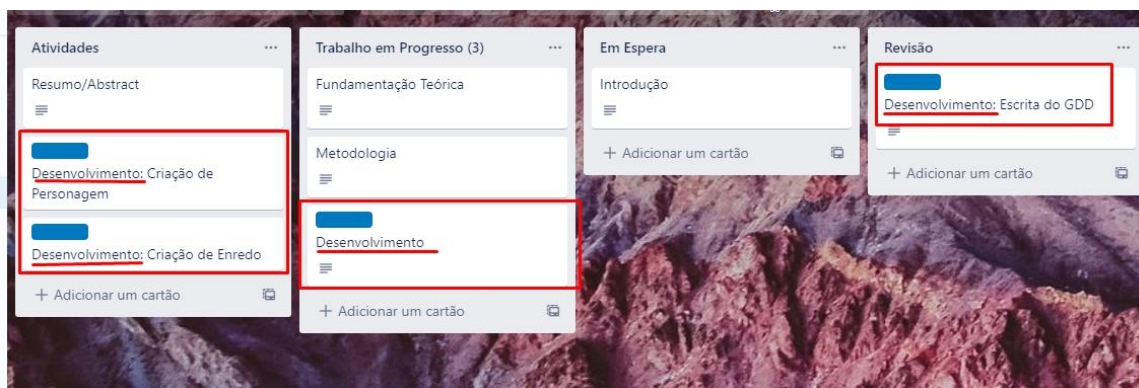 Atividades
Resumo/Abstract
Desenvolvimento: Criação de
Personagem
Desenvolvimento: Criação de Enredo
+ Adicionar um cartão
Trabalho em Progresso (3)
Fundamentação Teórica
Metodologia
Desenvolvimento
+ Adicionar um cartão
Em Espera
Introdução
+ Adicionar um cartão
Revisão
Desenvolvimento: Escrita do GDD
+ Adicionar um cartão